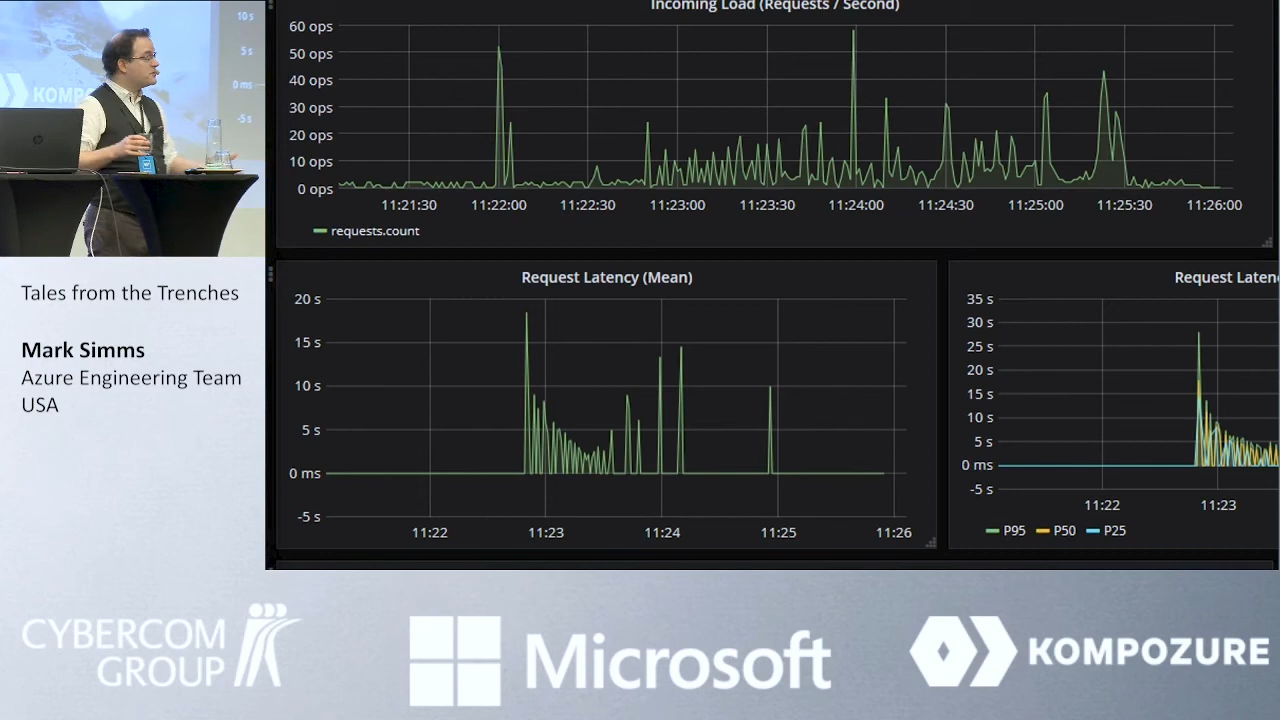 10 s
5 s
0 ms
-5 s
KOMPO
Tales from the Trenches
Mark Simms
Azure Engineering Team
USA
Incoming Load (Requests / Second)
60 ops
50 ops
40 ops
30 ops
20 ops
10 ops
0 ops
11:21:30 11:22:00 11:22:30 11:23:00 11:23:30 11:24:00 11:24:30 11:25:00 11:25:30 11:26:00
requests.count
Request Latency (Mean)
20 s
15 s
10 s
5 s
0 ms
-5 s
11:22 11:23 11:24 11:25 11:26
Request Laten
35 s
30 s
25 s
20 s
15 s
10 s
5 s
0 ms
-5 s
11:22 11:23
P95 P50 P25
CYBERCOM
GROUP
Microsoft
KOMPOZURE